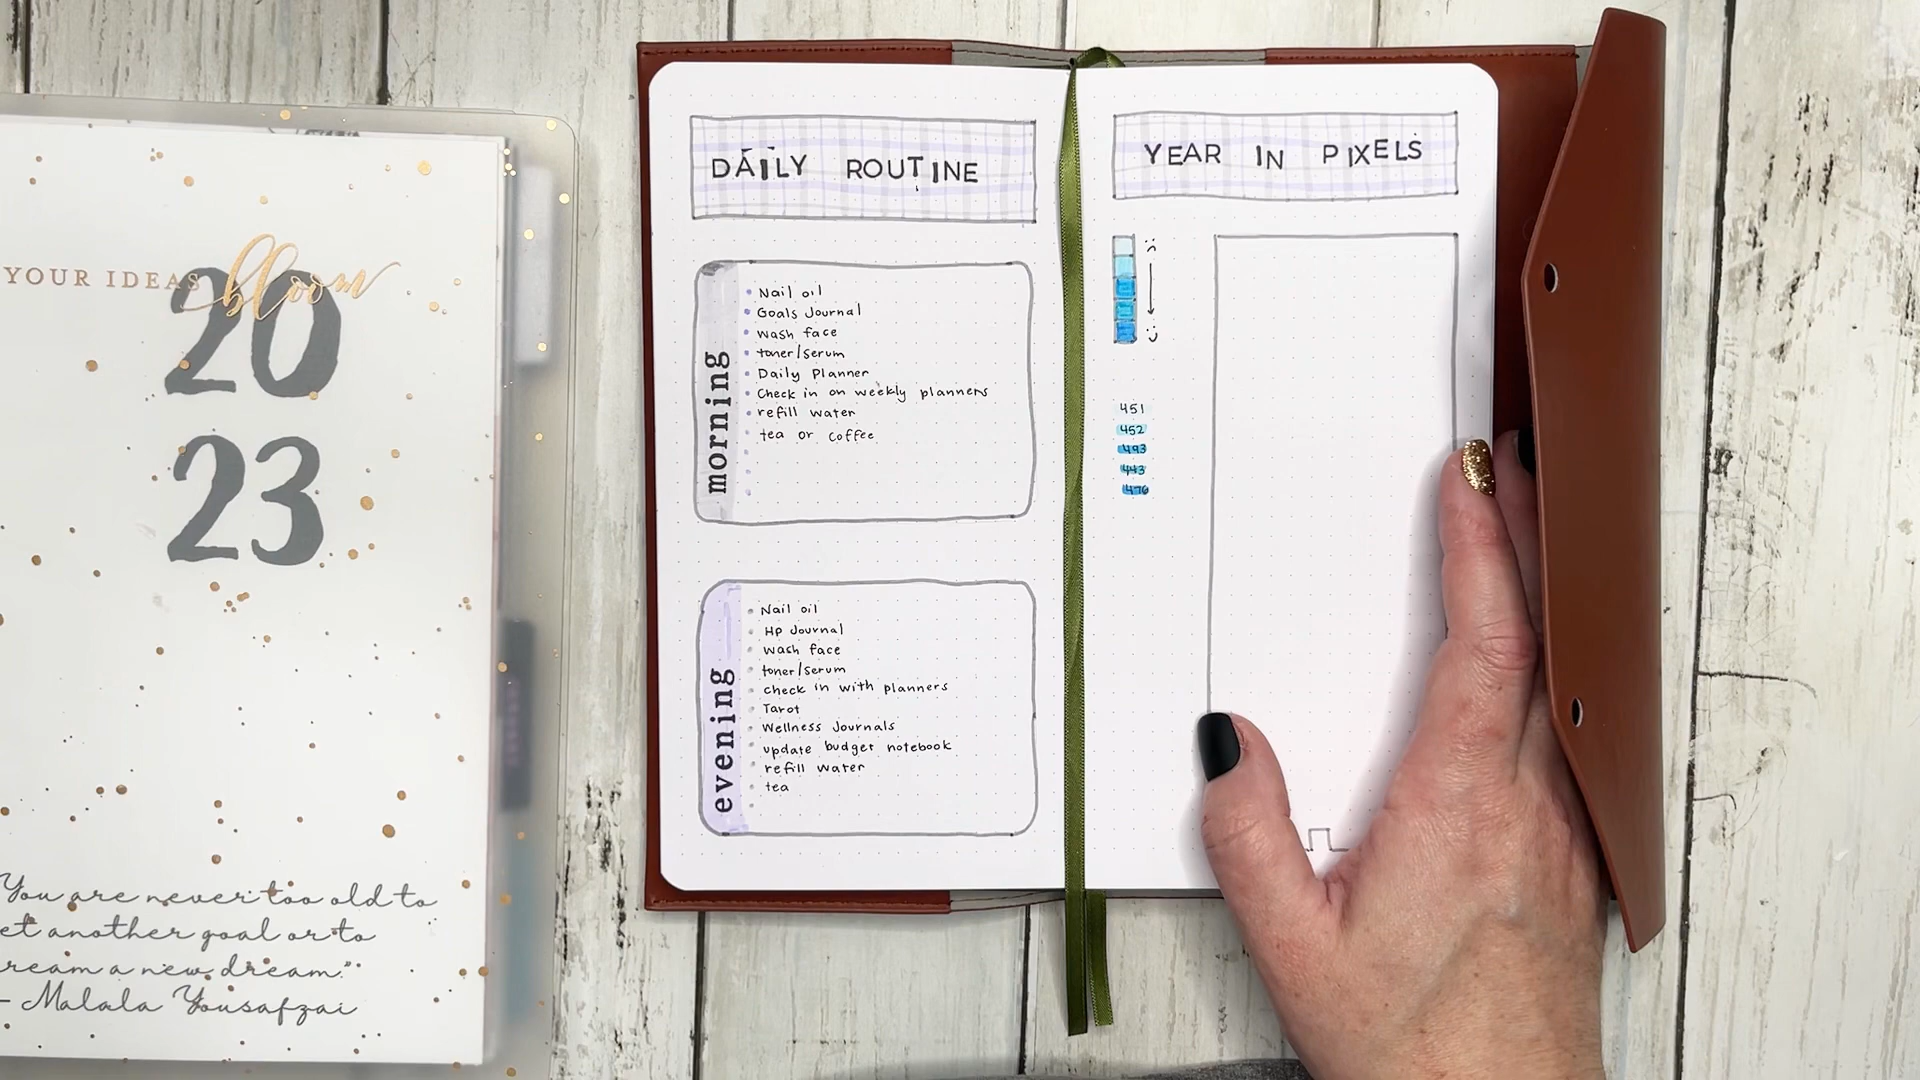 YOUR IDEAS bloom
20
23
You are never too old to
et another goal or to
ream a new dream."
- Malala Yousafzai
DAILY ROUTINE
morning
Nail oil
Goals Journal
wash face
toner/serum
Daily Planner
Check in on weekly planners
refill water
tea or coffee
evening
Nail oil
Hp Journal
wash face
toner/serum
check in with planners
Tarot
Wellness Journals
update budget notebook
refill water
tea
YEAR IN PIXELS
451
452
493
443
476